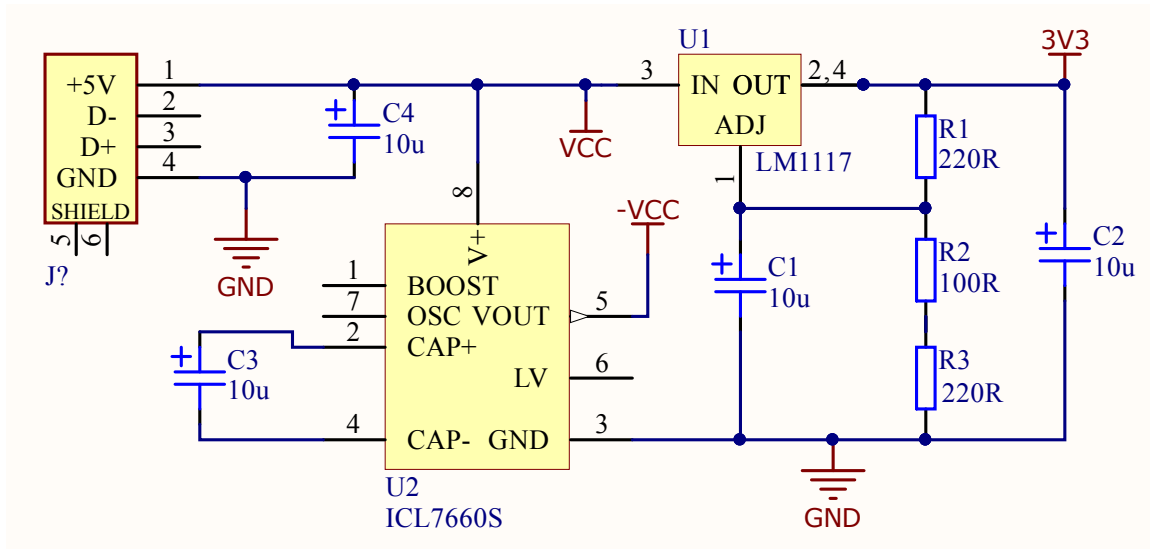 +5V 1
D- 2
D+ 3
GND 4
SHIELD
5 6
J?
GND
C4
10u
VCC
U1
3 IN OUT 2,4
ADJ
1
LM1117
3V3
R1
220R
R2
100R
R3
220R
C2
10u
C1
10u
GND
-VCC
8
V+
1 BOOST
7 OSC VOUT 5
2 CAP+
LV 6
4 CAP- GND 3
C3
10u
U2
ICL7660S